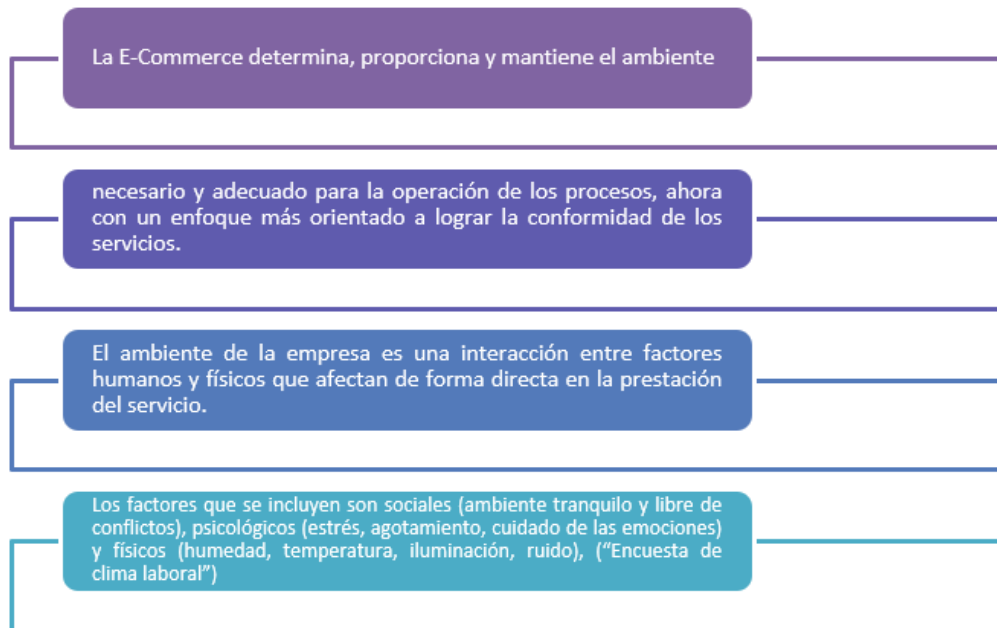 La E-Commerce determina, proporciona y mantiene el ambiente
necesario y adecuado para la operación de los procesos, ahora
con un enfoque más orientado a lograr la conformidad de los
servicios.
El ambiente de la empresa es una interacción entre factores
humanos y físicos que afectan de forma directa en la prestación
del servicio.
Los factores que se incluyen son sociales (ambiente tranquilo y libre de
conflictos), psicológicos (estrés, agotamiento, cuidado de las emociones)
y físicos (humedad, temperatura, iluminación, ruido), (“Encuesta de
clima laboral”)